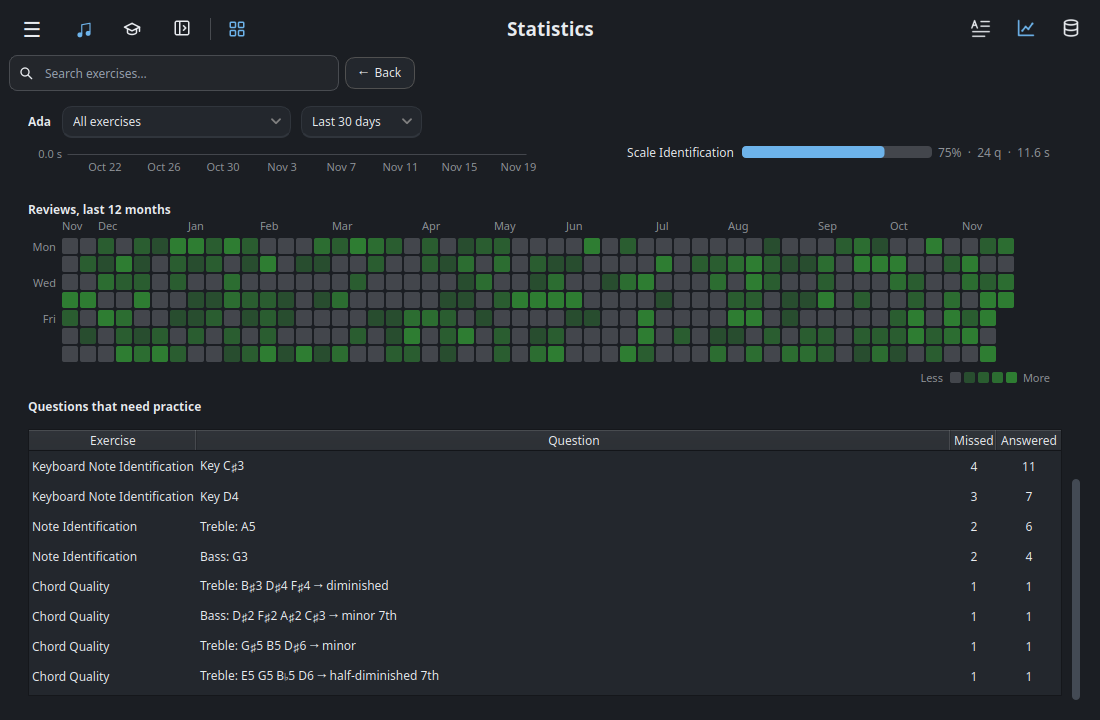 Statistics
Search exercises...
← Back
Ada
All exercises
Last 30 days
0.0 s
Oct 22 Oct 26 Oct 30 Nov 3 Nov 7 Nov 11 Nov 15 Nov 19
Scale Identification 75% · 24 q · 11.6 s
Reviews, last 12 months
Nov Dec Jan Feb Mar Apr May Jun Jul Aug Sep Oct Nov
Mon
Wed
Fri
Less More
Questions that need practice
Exercise Question Missed Answered
Keyboard Note Identification Key C♯3 4 11
Keyboard Note Identification Key D4 3 7
Note Identification Treble: A5 2 6
Note Identification Bass: G3 2 4
Chord Quality Treble: B♯3 D♯4 F♯4 → diminished 1 1
Chord Quality Bass: D♯2 F♯2 A♯2 C♯3 → minor 7th 1 1
Chord Quality Treble: G♯5 B5 D♯6 → minor 1 1
Chord Quality Treble: E5 G5 B♭5 D6 → half-diminished 7th 1 1